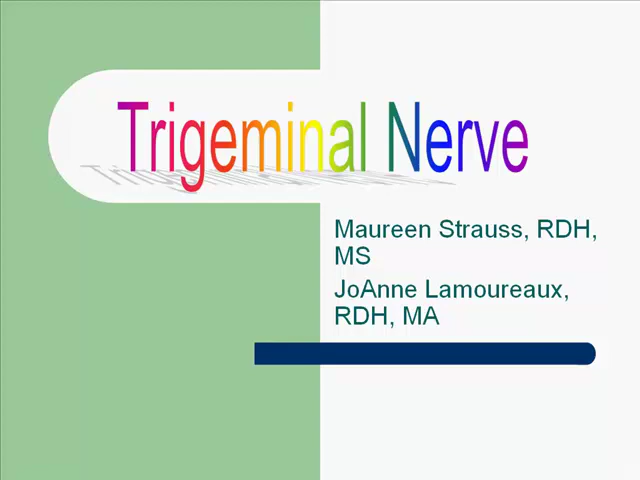 Trigeminal Nerve
Maureen Strauss, RDH,
MS
JoAnne Lamoureaux,
RDH, MA